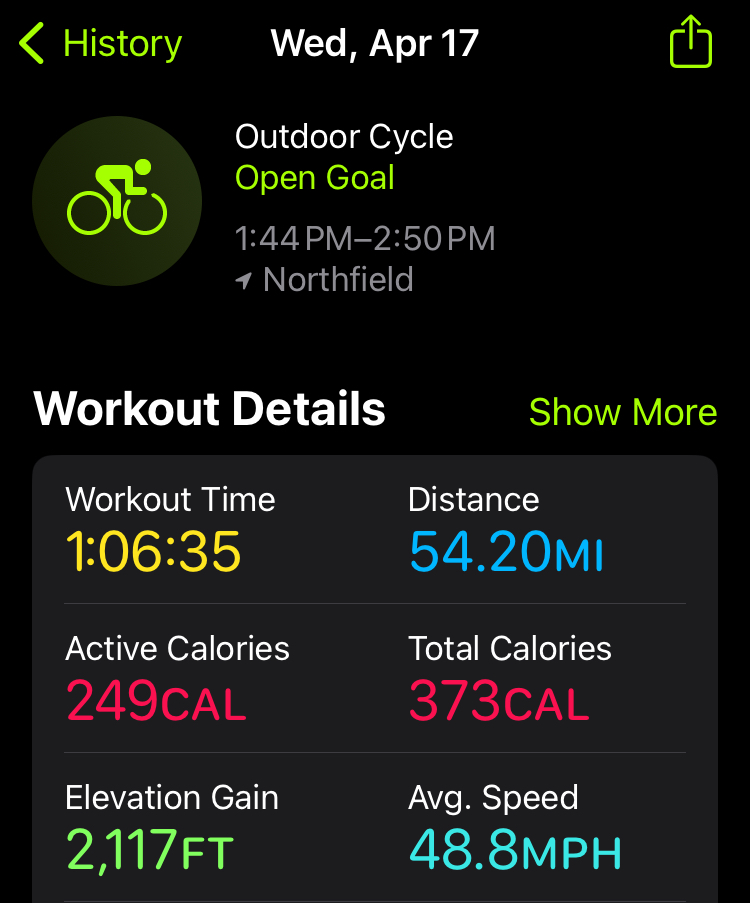 History
Wed, Apr 17
Outdoor Cycle
Open Goal
1:44 PM–2:50 PM
Northfield
Workout Details
Show More
Workout Time
Distance
1:06:35
54.20MI
Active Calories
Total Calories
249CAL
373CAL
Elevation Gain
Avg. Speed
2,117FT
48.8MPH